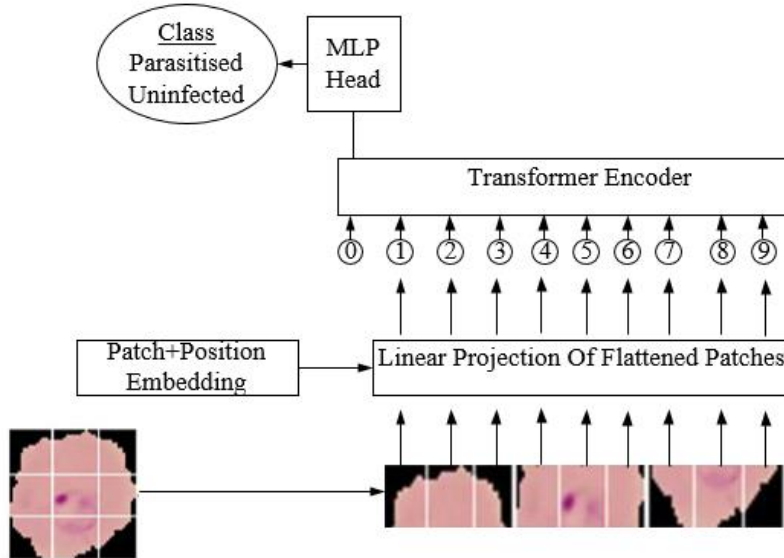 Class
Parasitised
Uninfected
MLP
Head
Transformer Encoder
0 1 2 3 4 5 6 7 8 9
Patch+Position
Embedding
Linear Projection Of Flattened Patches